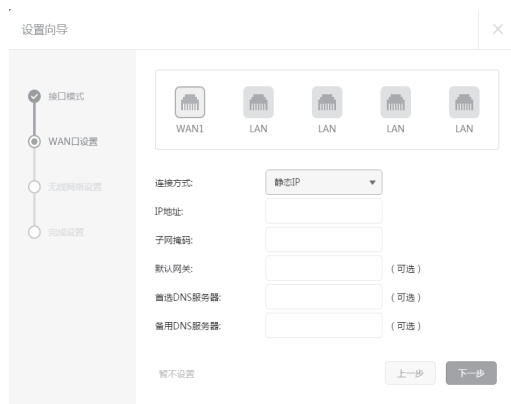 设置向导
接口模式
WAN口设置
无线网络设置
完成设置
WAN1 LAN LAN LAN LAN
连接方式: 静态IP
IP地址:
子网掩码:
默认网关: (可选)
首选DNS服务器: (可选)
备用DNS服务器: (可选)
暂不设置 上一步 下一步